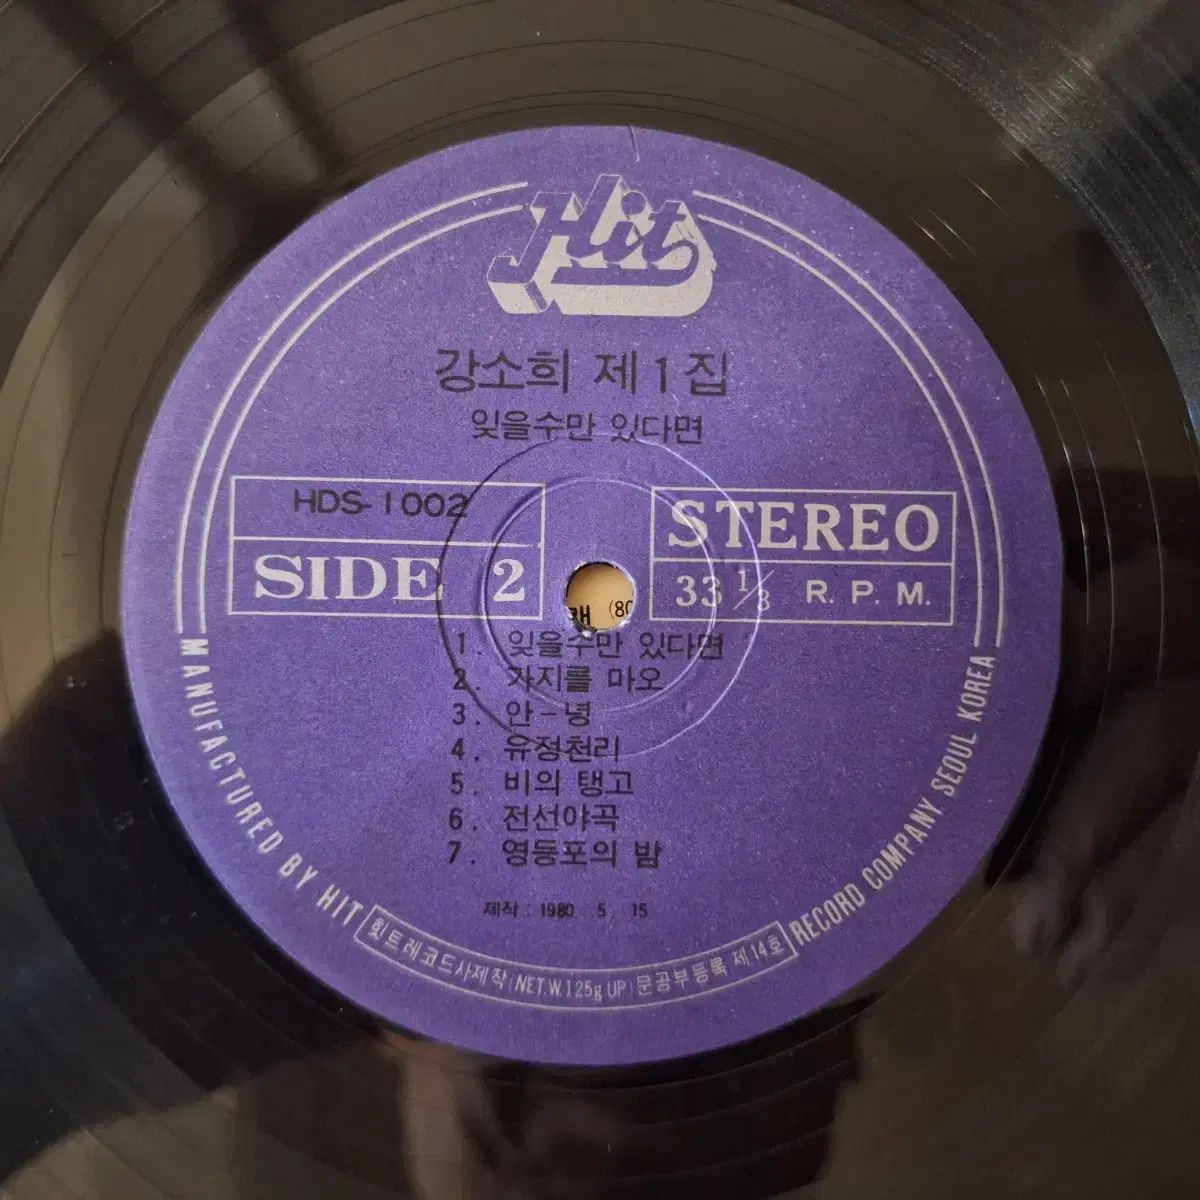 Hit
강소희 제1집
잊을수만 있다면
HDS-1002
SIDE 2
STEREO
33 1/3 R.P.M.
(80
1. 잊을수만 있다면
2. 가지를 마오
3. 안-녕
4. 유정천리
5. 비의 탱고
6. 전선야곡
7. 영등포의 밤
제작 : 1980. 5. 15
MANUFACTURED BY HIT RECORD COMPANY, SEOUL KOREA
힛트레코드사제작 (NET.W.125g UP) 문공부등록 제14호